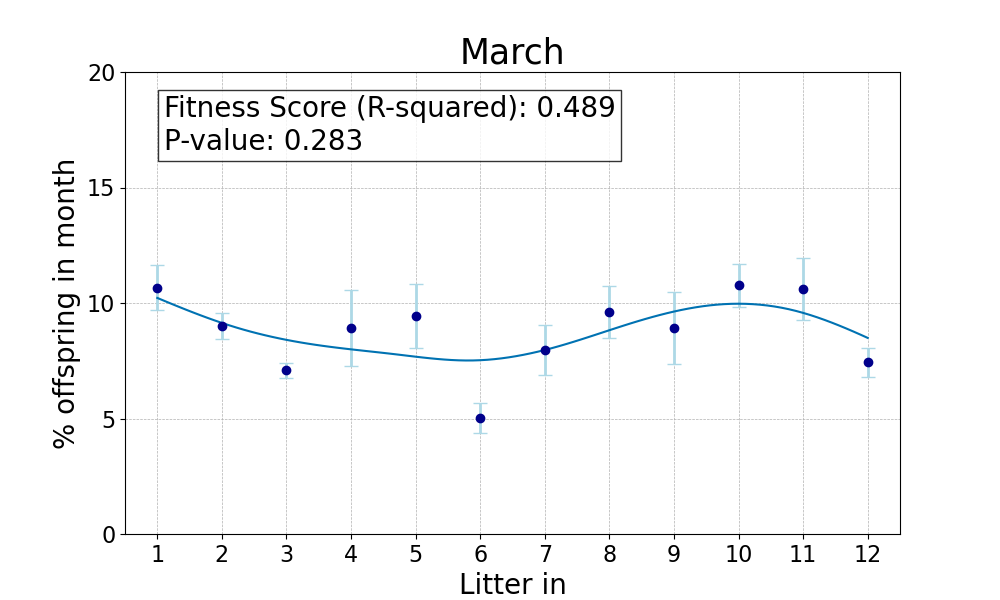 March
Fitness Score (R-squared): 0.489
P-value: 0.283
% offspring in month
20
15
10
5
0
1 2 3 4 5 6 7 8 9 10 11 12
Litter in